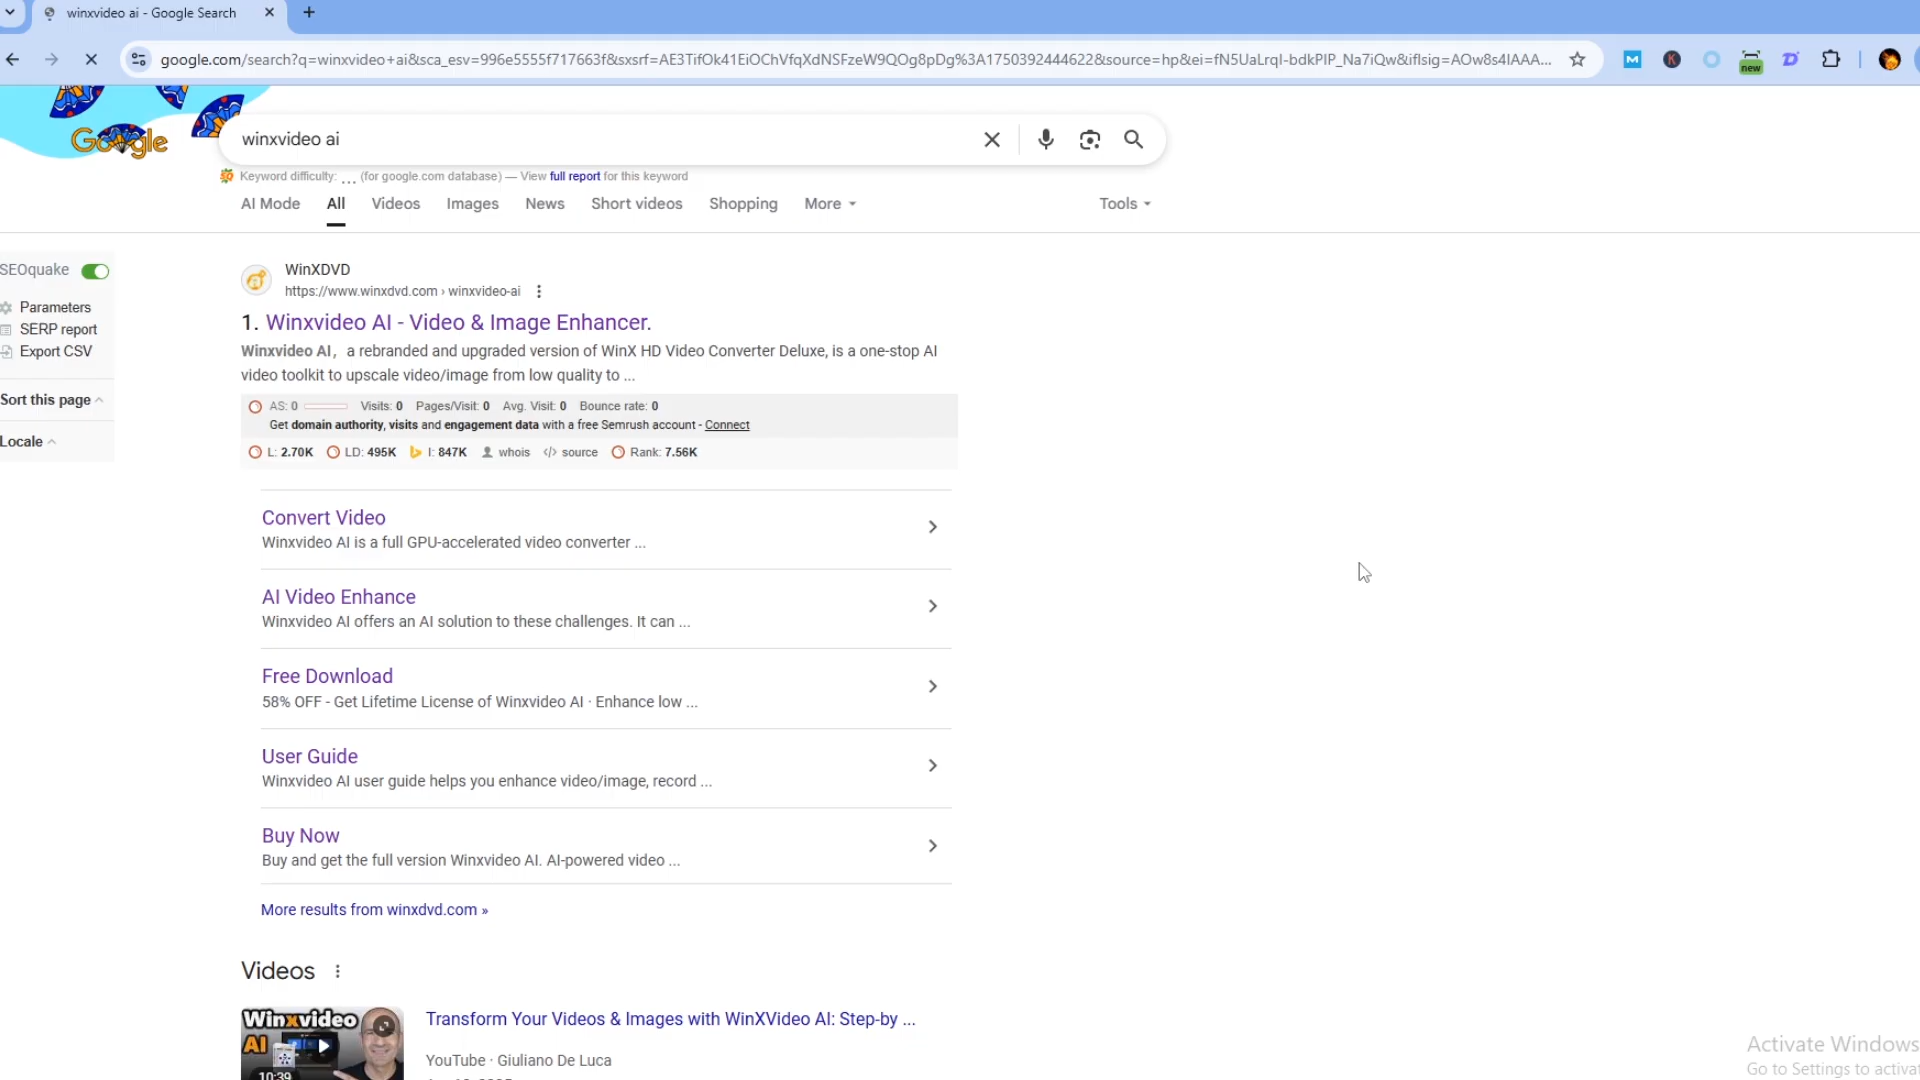 winxvideo ai - Google Search
google.com/search?q=winxvideo+ai&sca_esv=996e5555f717663f&sxsrf=AE3TifOk41EiOChVfqXdNSFzeW9QOg8pDg%3A1750392444622&source=hp&ei=fN5UaLrqI-bdkPIP_Na7iQw&iflsig=AOw8s4IAAA...
M
K
new
Google
winxvideo ai
Keyword difficulty: ... (for google.com database) — View full report for this keyword
AI Mode
All
Videos
Images
News
Short videos
Shopping
More
Tools
SEOquake
Parameters
SERP report
Export CSV
Sort this page
Locale
WinXDVD
https://www.winxdvd.com › winxvideo-ai
1. Winxvideo AI - Video & Image Enhancer.
Winxvideo AI，a rebranded and upgraded version of WinX HD Video Converter Deluxe, is a one-stop AI
video toolkit to upscale video/image from low quality to ...
AS: 0 Visits: 0 Pages/Visit: 0 Avg. Visit: 0 Bounce rate: 0
Get domain authority, visits and engagement data with a free Semrush account - Connect
L: 2.70K LD: 495K I: 847K whois </> source Rank: 7.56K
Convert Video
Winxvideo AI is a full GPU-accelerated video converter ...
AI Video Enhance
Winxvideo AI offers an AI solution to these challenges. It can ...
Free Download
58% OFF - Get Lifetime License of Winxvideo AI · Enhance low ...
User Guide
Winxvideo AI user guide helps you enhance video/image, record ...
Buy Now
Buy and get the full version Winxvideo AI. AI-powered video ...
More results from winxdvd.com »
Videos
Winxvideo
AI
10:39
Transform Your Videos & Images with WinXVideo AI: Step-by ...
YouTube · Giuliano De Luca
Activate Windows
Go to Settings to activat